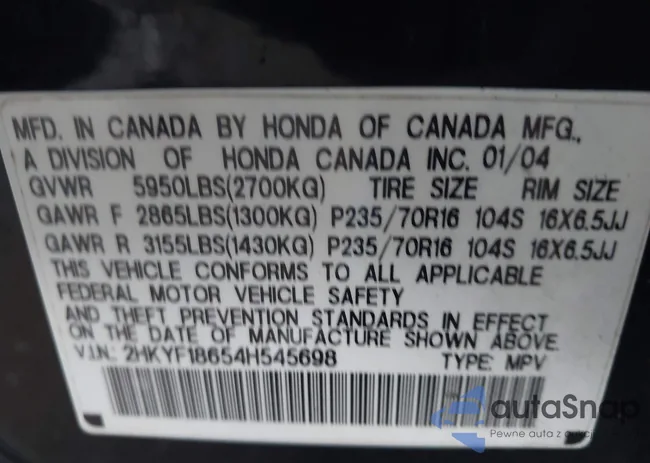 MFD. IN CANADA BY HONDA OF CANADA MFG.,
A DIVISION OF HONDA CANADA INC. 01/04
GVWR 5950LBS(2700KG) TIRE SIZE RIM SIZE
GAWR F 2865LBS(1300KG) P235/70R16 104S 16X6.5JJ
GAWR R 3155LBS(1430KG) P235/70R16 104S 16X6.5JJ
THIS VEHICLE CONFORMS TO ALL APPLICABLE
FEDERAL MOTOR VEHICLE SAFETY
AND THEFT PREVENTION STANDARDS IN EFFECT
ON THE DATE OF MANUFACTURE SHOWN ABOVE.
V.I.N.: 2HKYF18654H545698 TYPE: MPV
autaSnap
Pewne auta z